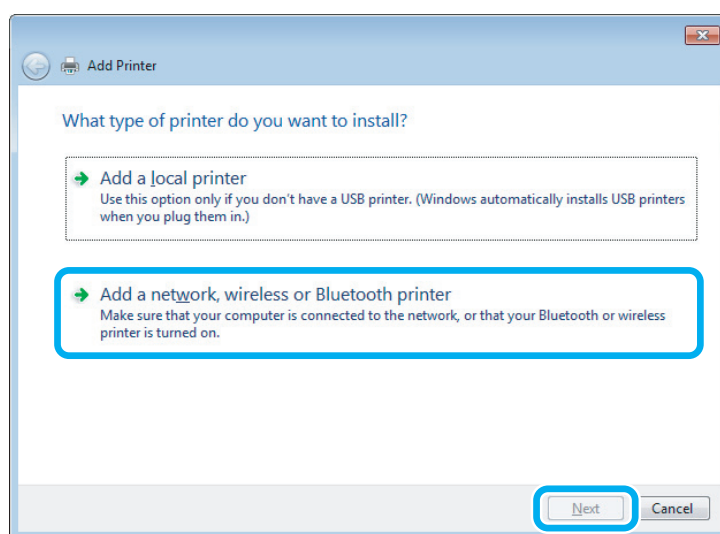 Add Printer
What type of printer do you want to install?
Add a local printer
Use this option only if you don't have a USB printer. (Windows automatically installs USB printers
when you plug them in.)
Add a network, wireless or Bluetooth printer
Make sure that your computer is connected to the network, or that your Bluetooth or wireless
printer is turned on.
Next Cancel